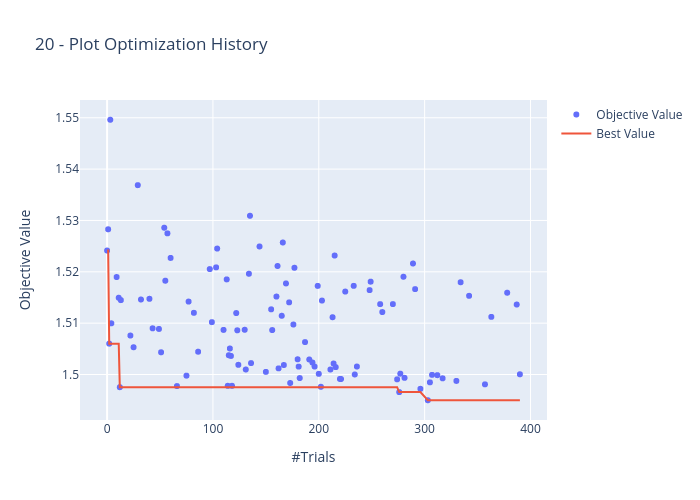 20 - Plot Optimization History
Objective Value
Best Value
1.55
1.54
1.53
1.52
1.51
1.5
Objective Value
0
100
200
300
400
#Trials